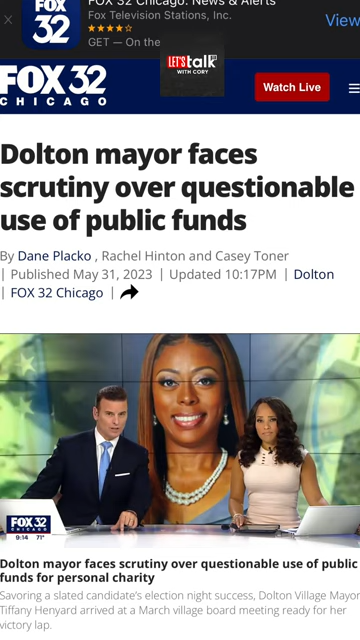 FOX 32 Chicago: News & Alerts
Fox Television Stations, Inc.
GET — On the
View
FOX
32
LET'S talk
WITH CORY
FOX 32
CHICAGO
Watch Live
Dolton mayor faces
scrutiny over questionable
use of public funds
By Dane Placko , Rachel Hinton and Casey Toner
| Published May 31, 2023 | Updated 10:17PM | Dolton
| FOX 32 Chicago |
FOX 32
CHICAGO
9:14 71°
Dolton mayor faces scrutiny over questionable use of public
funds for personal charity
Savoring a slated candidate's election night success, Dolton Village Mayor
Tiffany Henyard arrived at a March village board meeting ready for her
victory lap.